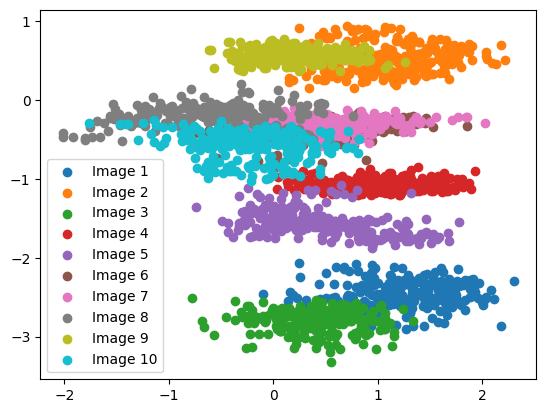 1
0
−1
−2
−3
Image 1
Image 2
Image 3
Image 4
Image 5
Image 6
Image 7
Image 8
Image 9
Image 10
−2 −1 0 1 2